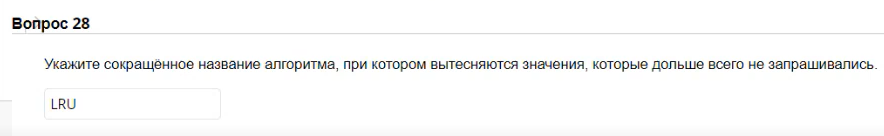 Вопрос 28
Укажите сокращённое название алгоритма, при котором вытесняются значения, которые дольше всего не запрашивались.
LRU